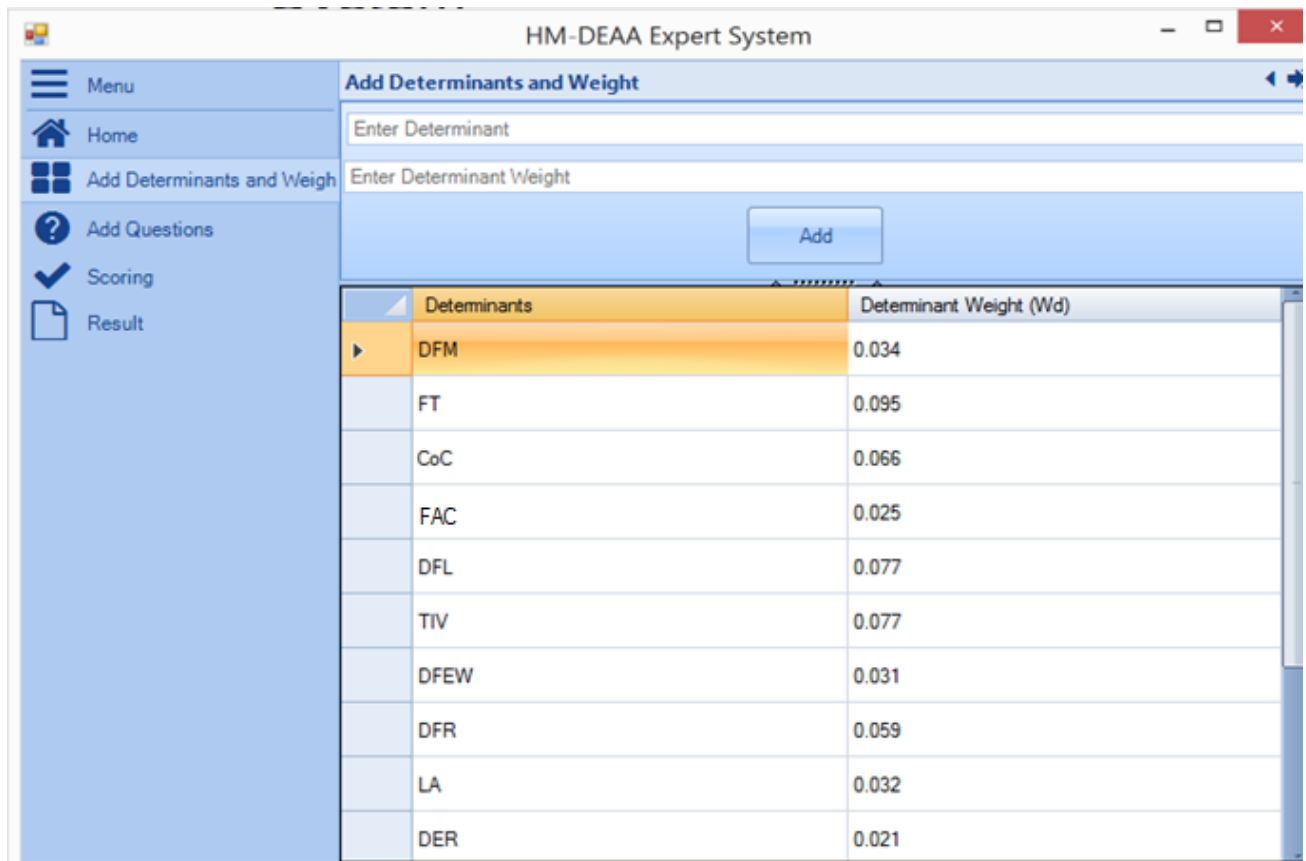 HM-DEAA Expert System
Menu
Home
Add Determinants and Weigh
Add Questions
Scoring
Result
Add Determinants and Weight
Enter Determinant
Enter Determinant Weight
Add
Determinants Determinant Weight (Wd)
DFM 0.034
FT 0.095
CoC 0.066
FAC 0.025
DFL 0.077
TIV 0.077
DFEW 0.031
DFR 0.059
LA 0.032
DER 0.021